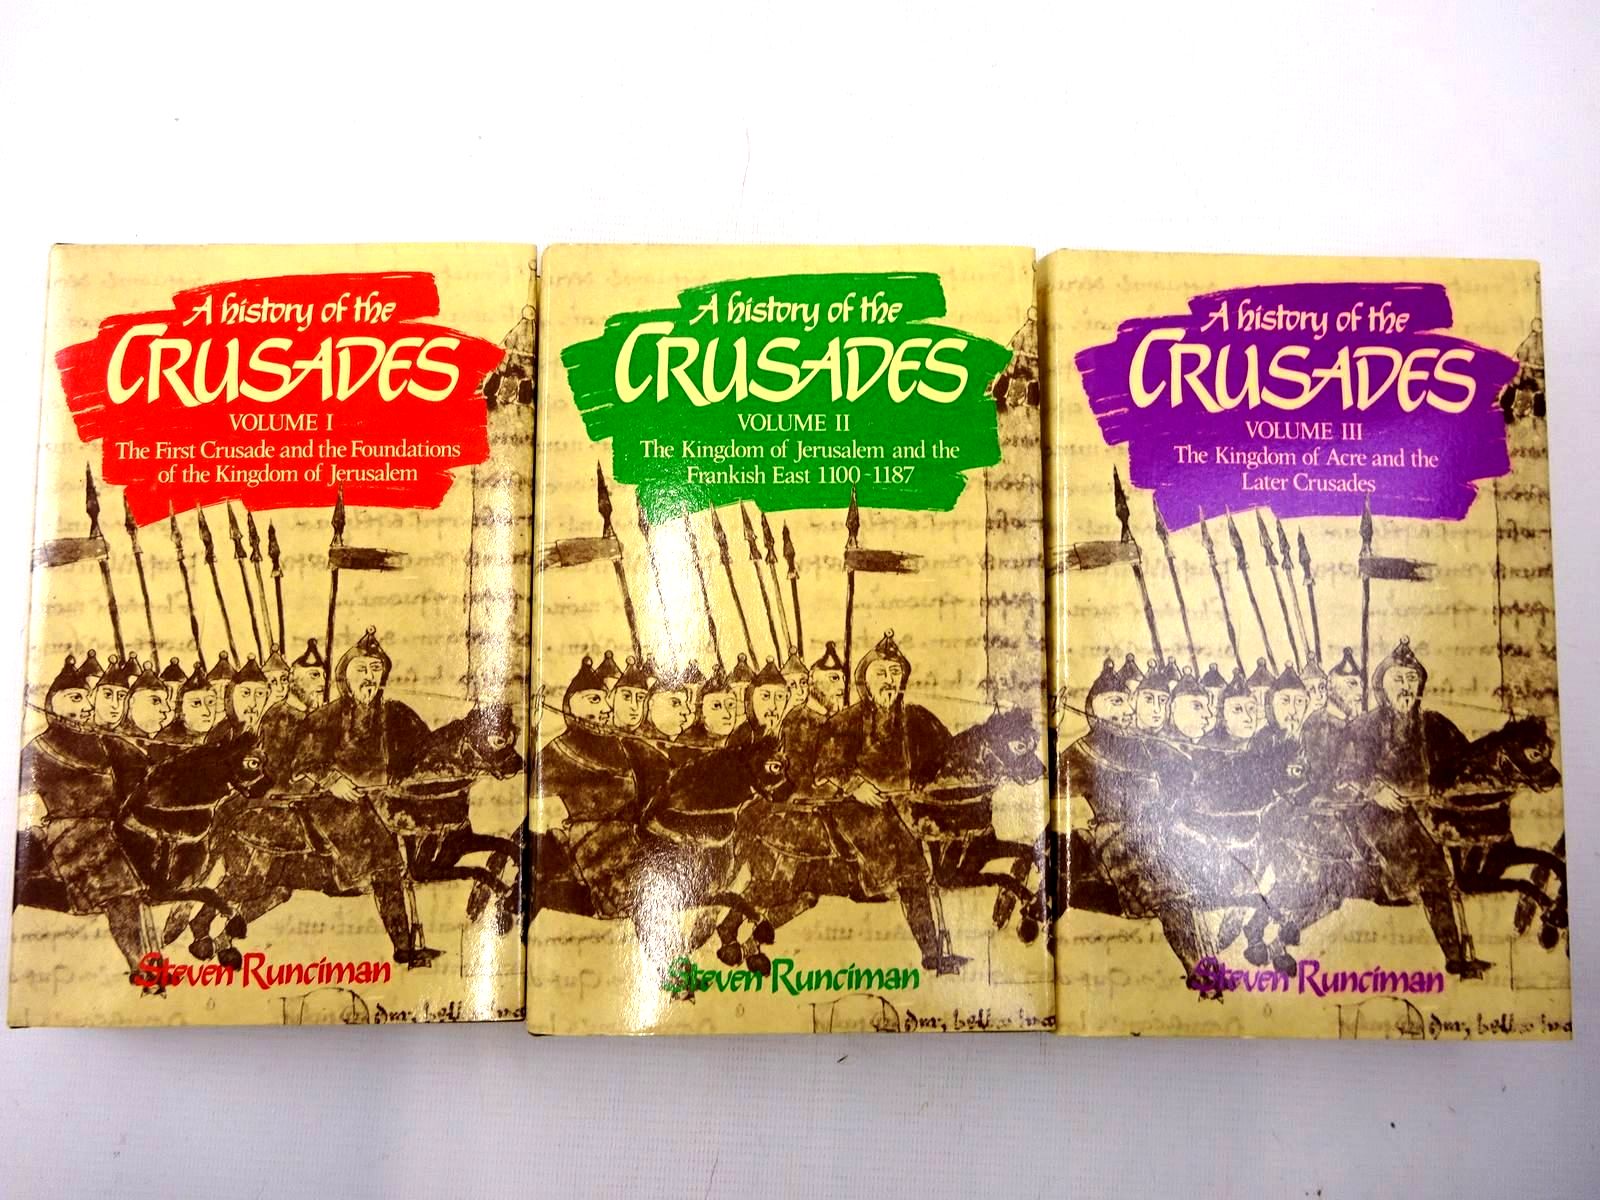 A history of the
CRUSADES
VOLUME I
The First Crusade and the Foundations
of the Kingdom of Jerusalem
Steven Runciman
A history of the
CRUSADES
VOLUME II
The Kingdom of Jerusalem and the
Frankish East 1100-1187
Steven Runciman
A history of the
CRUSADES
VOLUME III
The Kingdom of Acre and the
Later Crusades
Steven Runciman